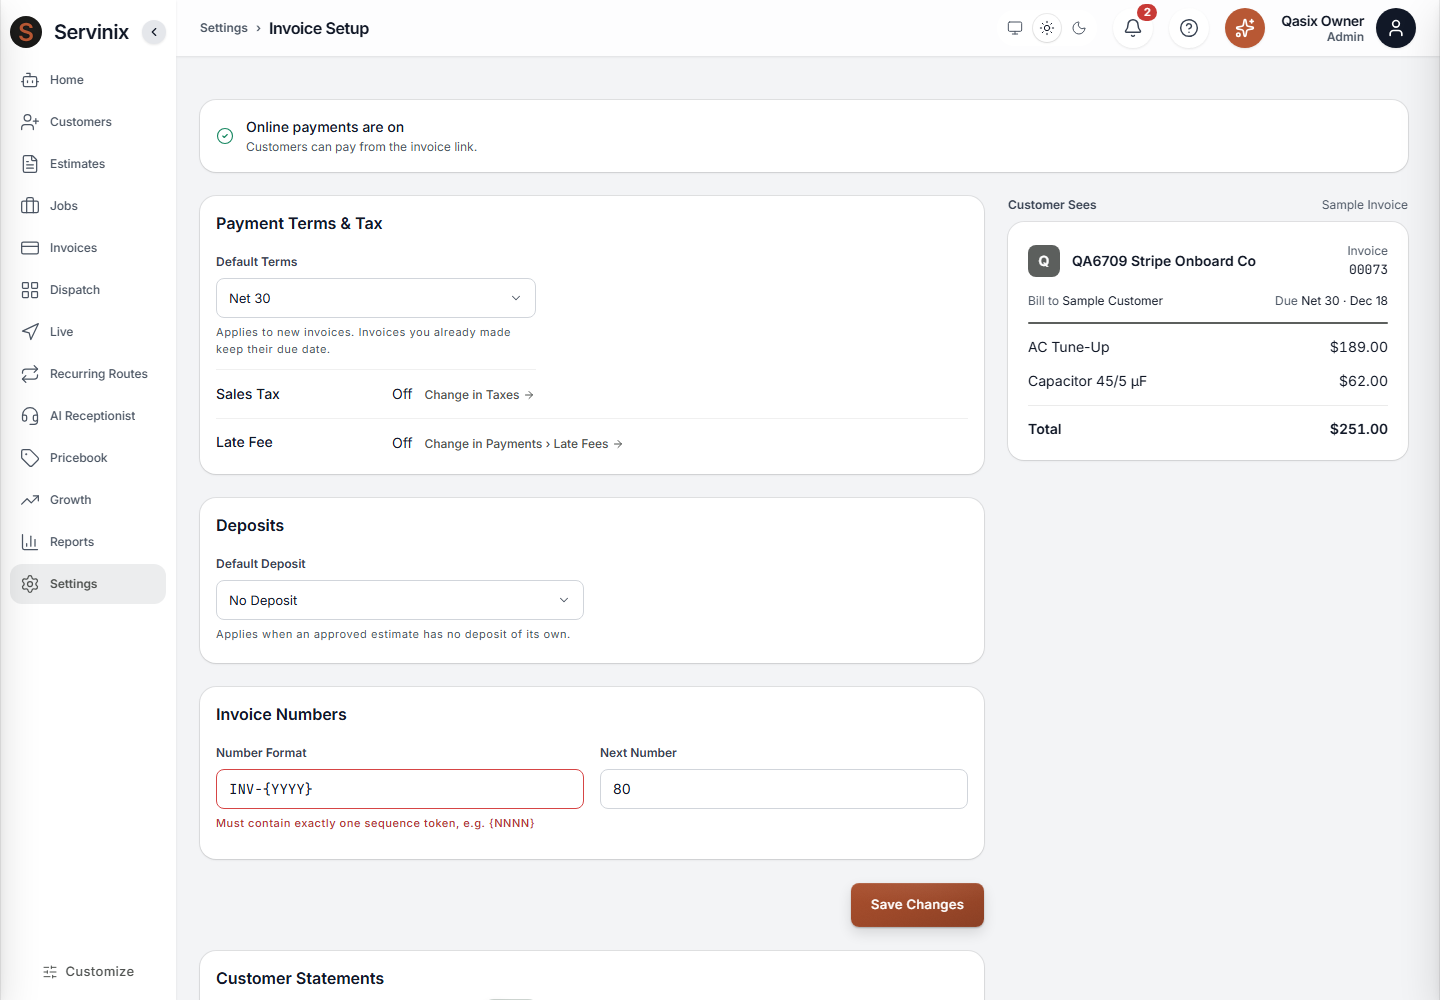 S Servinix
Home
Customers
Estimates
Jobs
Invoices
Dispatch
Live
Recurring Routes
AI Receptionist
Pricebook
Growth
Reports
Settings
Customize
Settings › Invoice Setup
2
Qasix Owner
Admin
Online payments are on
Customers can pay from the invoice link.
Payment Terms & Tax
Default Terms
Net 30
Applies to new invoices. Invoices you already made
keep their due date.
Sales Tax Off Change in Taxes →
Late Fee Off Change in Payments › Late Fees →
Deposits
Default Deposit
No Deposit
Applies when an approved estimate has no deposit of its own.
Invoice Numbers
Number Format Next Number
INV-{YYYY} 80
Must contain exactly one sequence token, e.g. {NNNN}
Save Changes
Customer Statements
Customer Sees Sample Invoice
Q QA6709 Stripe Onboard Co
Invoice
00073
Bill to Sample Customer Due Net 30 · Dec 18
AC Tune-Up $189.00
Capacitor 45/5 µF $62.00
Total $251.00